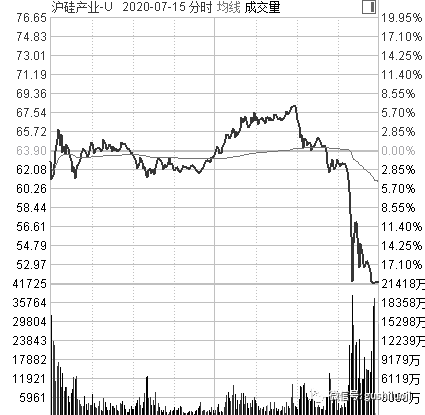 沪硅产业-U 2020-07-15 分时 均线 成交量
76.65 19.95%
74.83 17.10%
73.01 14.25%
71.19 11.40%
69.36 8.55%
67.54 5.70%
65.72 2.85%
63.90 0.00%
62.08 2.85%
60.26 5.70%
58.44 8.55%
56.61 11.40%
54.79 14.25%
52.97 17.10%
41725 21418万
35764 18358万
29804 15298万
23843 12239万
17882 9179万
11921 6119万
5961
微信号